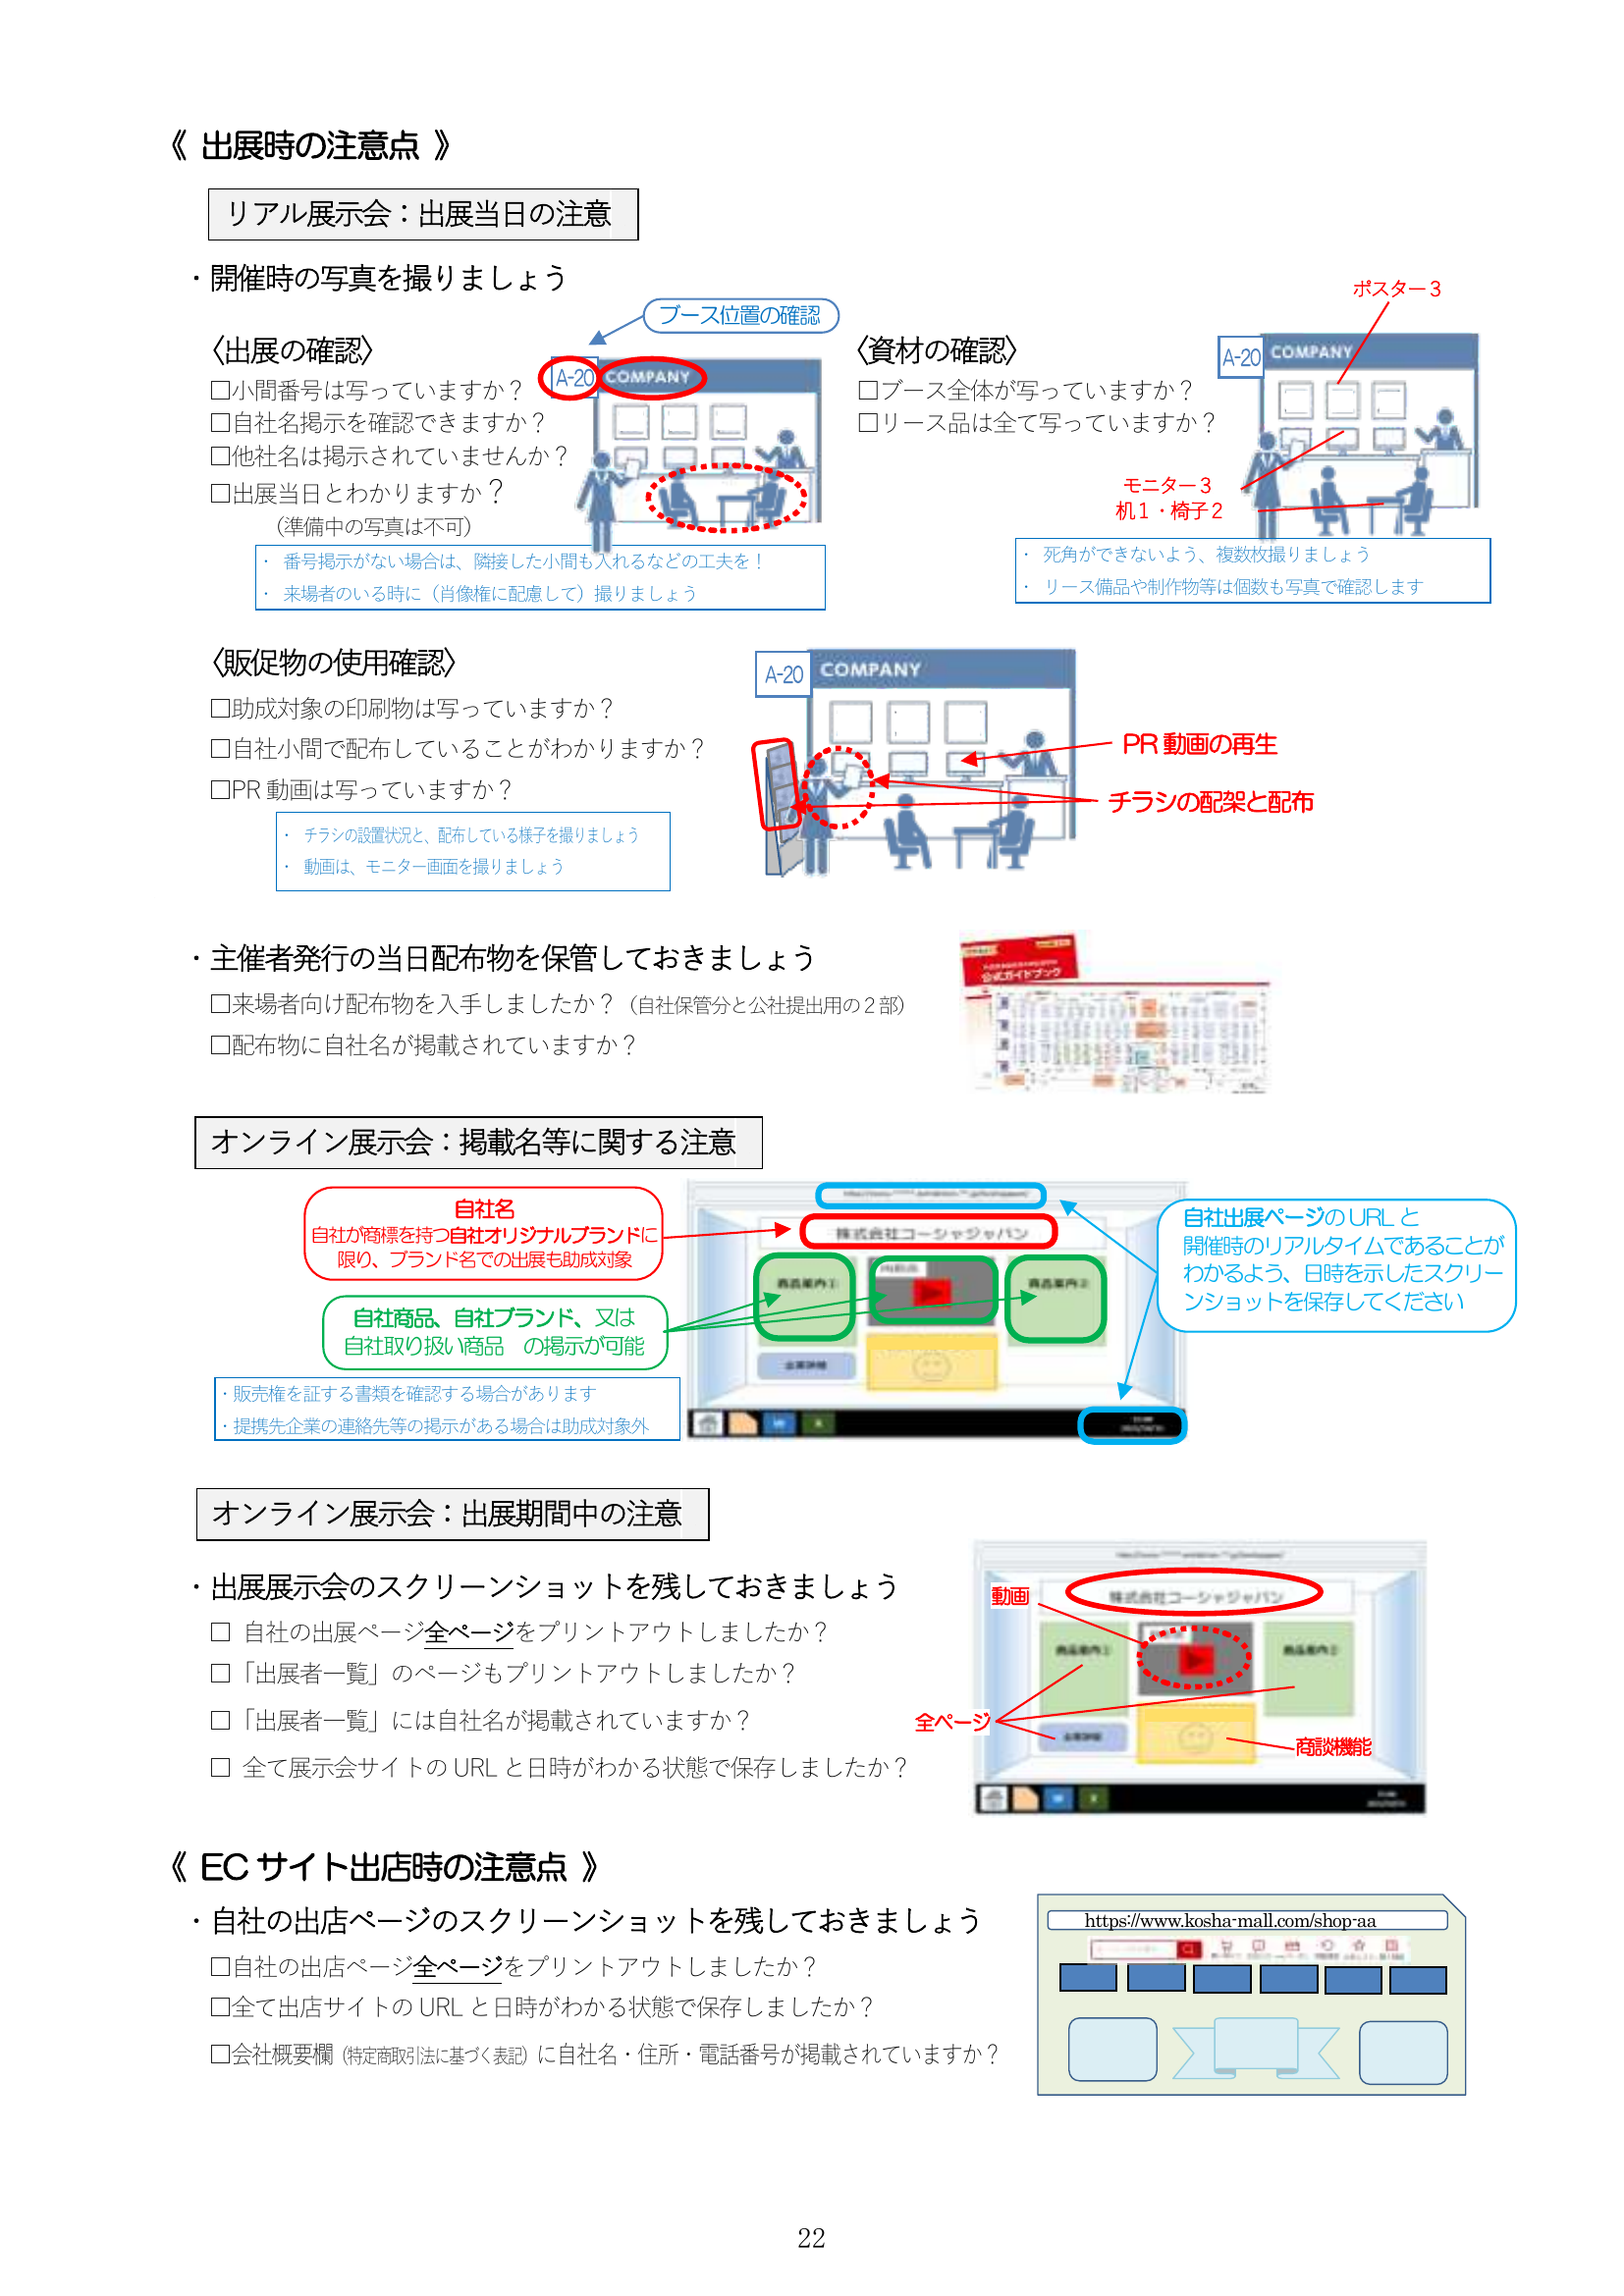 《 出展時の注意点 》
リアル展示会：出展当日の注意
・開催時の写真を撮りましょう
ブース位置の確認
〈出展の確認〉
□小間番号は写っていますか？
□自社名掲示を確認できますか？
□他社名は掲示されていませんか？
□出展当日とわかりますか？
（準備中の写真は不可）
A-20
COMPANY
・ 番号掲示がない場合は、隣接した小間も入れるなどの工夫を！
・ 来場者のいる時に（肖像権に配慮して）撮りましょう
〈資材の確認〉
□ブース全体が写っていますか？
□リース品は全て写っていますか？
ポスター３
A-20
COMPANY
モニター３
机１・椅子２
・ 死角ができないよう、複数枚撮りましょう
・ リース備品や制作物等は個数も写真で確認します
〈販促物の使用確認〉
□助成対象の印刷物は写っていますか？
□自社小間で配布していることがわかりますか？
□PR 動画は写っていますか？
・ チラシの設置状況と、配布している様子を撮りましょう
・ 動画は、モニター画面を撮りましょう
A-20
COMPANY
PR 動画の再生
チラシの配架と配布
・主催者発行の当日配布物を保管しておきましょう
□来場者向け配布物を入手しましたか？（自社保管分と公社提出用の２部）
□配布物に自社名が掲載されていますか？
公式ガイドブック
オンライン展示会：掲載名等に関する注意
自社名
自社が商標を持つ自社オリジナルブランドに
限り、ブランド名での出展も助成対象
自社商品、自社ブランド、又は
自社取り扱い商品　の掲示が可能
・販売権を証する書類を確認する場合があります
・提携先企業の連絡先等の掲示がある場合は助成対象外
株式会社コーシャジャパン
商品案内①
商品案内②
企業詳細
自社出展ページの URL と
開催時のリアルタイムであることが
わかるよう、日時を示したスクリー
ンショットを保存してください
オンライン展示会：出展期間中の注意
・出展展示会のスクリーンショットを残しておきましょう
□ 自社の出展ページ全ページをプリントアウトしましたか？
□「出展者一覧」のページもプリントアウトしましたか？
□「出展者一覧」には自社名が掲載されていますか？
□ 全て展示会サイトの URL と日時がわかる状態で保存しましたか？
動画
株式会社コーシャジャパン
商品案内①
商品案内②
企業詳細
全ページ
商談機能
《 EC サイト出店時の注意点 》
・自社の出店ページのスクリーンショットを残しておきましょう
□自社の出店ページ全ページをプリントアウトしましたか？
□全て出店サイトの URL と日時がわかる状態で保存しましたか？
□会社概要欄（特定商取引法に基づく表記）に自社名・住所・電話番号が掲載されていますか？
https://www.kosha-mall.com/shop-aa
22